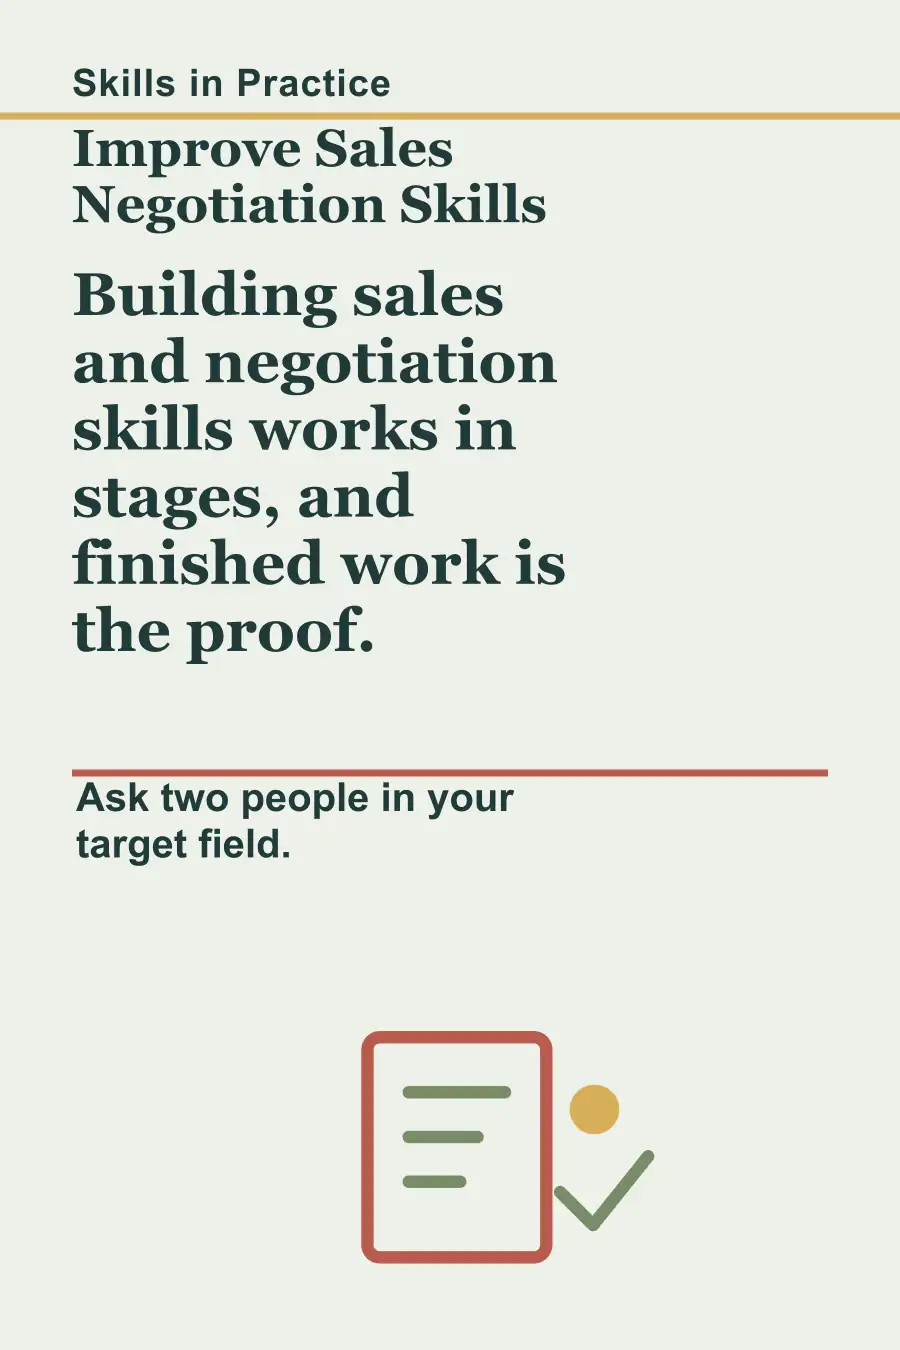 Skills in Practice
Improve Sales
Negotiation Skills
Building sales
and negotiation
skills works in
stages, and
finished work is
the proof.
Ask two people in your
target field.